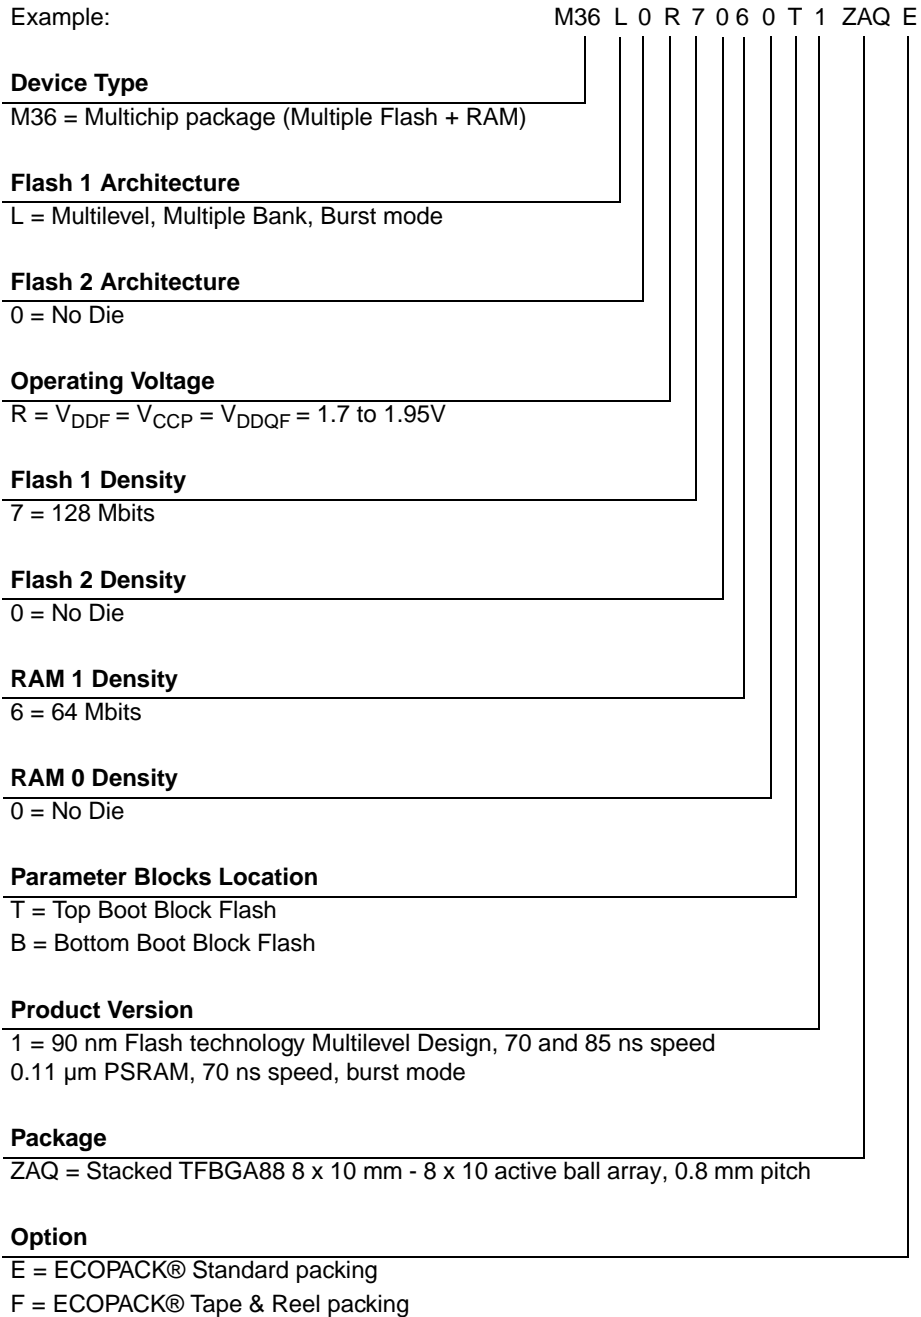 Example: M36 L 0 R 7 0 6 0 T 1 ZAQ E
Device Type
M36 = Multichip package (Multiple Flash + RAM)
Flash 1 Architecture
L = Multilevel, Multiple Bank, Burst mode
Flash 2 Architecture
0 = No Die
Operating Voltage
R = VDDF = VCCP = VDDQF = 1.7 to 1.95V
Flash 1 Density
7 = 128 Mbits
Flash 2 Density
0 = No Die
RAM 1 Density
6 = 64 Mbits
RAM 0 Density
0 = No Die
Parameter Blocks Location
T = Top Boot Block Flash
B = Bottom Boot Block Flash
Product Version
1 = 90 nm Flash technology Multilevel Design, 70 and 85 ns speed
0.11 µm PSRAM, 70 ns speed, burst mode
Package
ZAQ = Stacked TFBGA88 8 x 10 mm - 8 x 10 active ball array, 0.8 mm pitch
Option
E = ECOPACK® Standard packing
F = ECOPACK® Tape & Reel packing